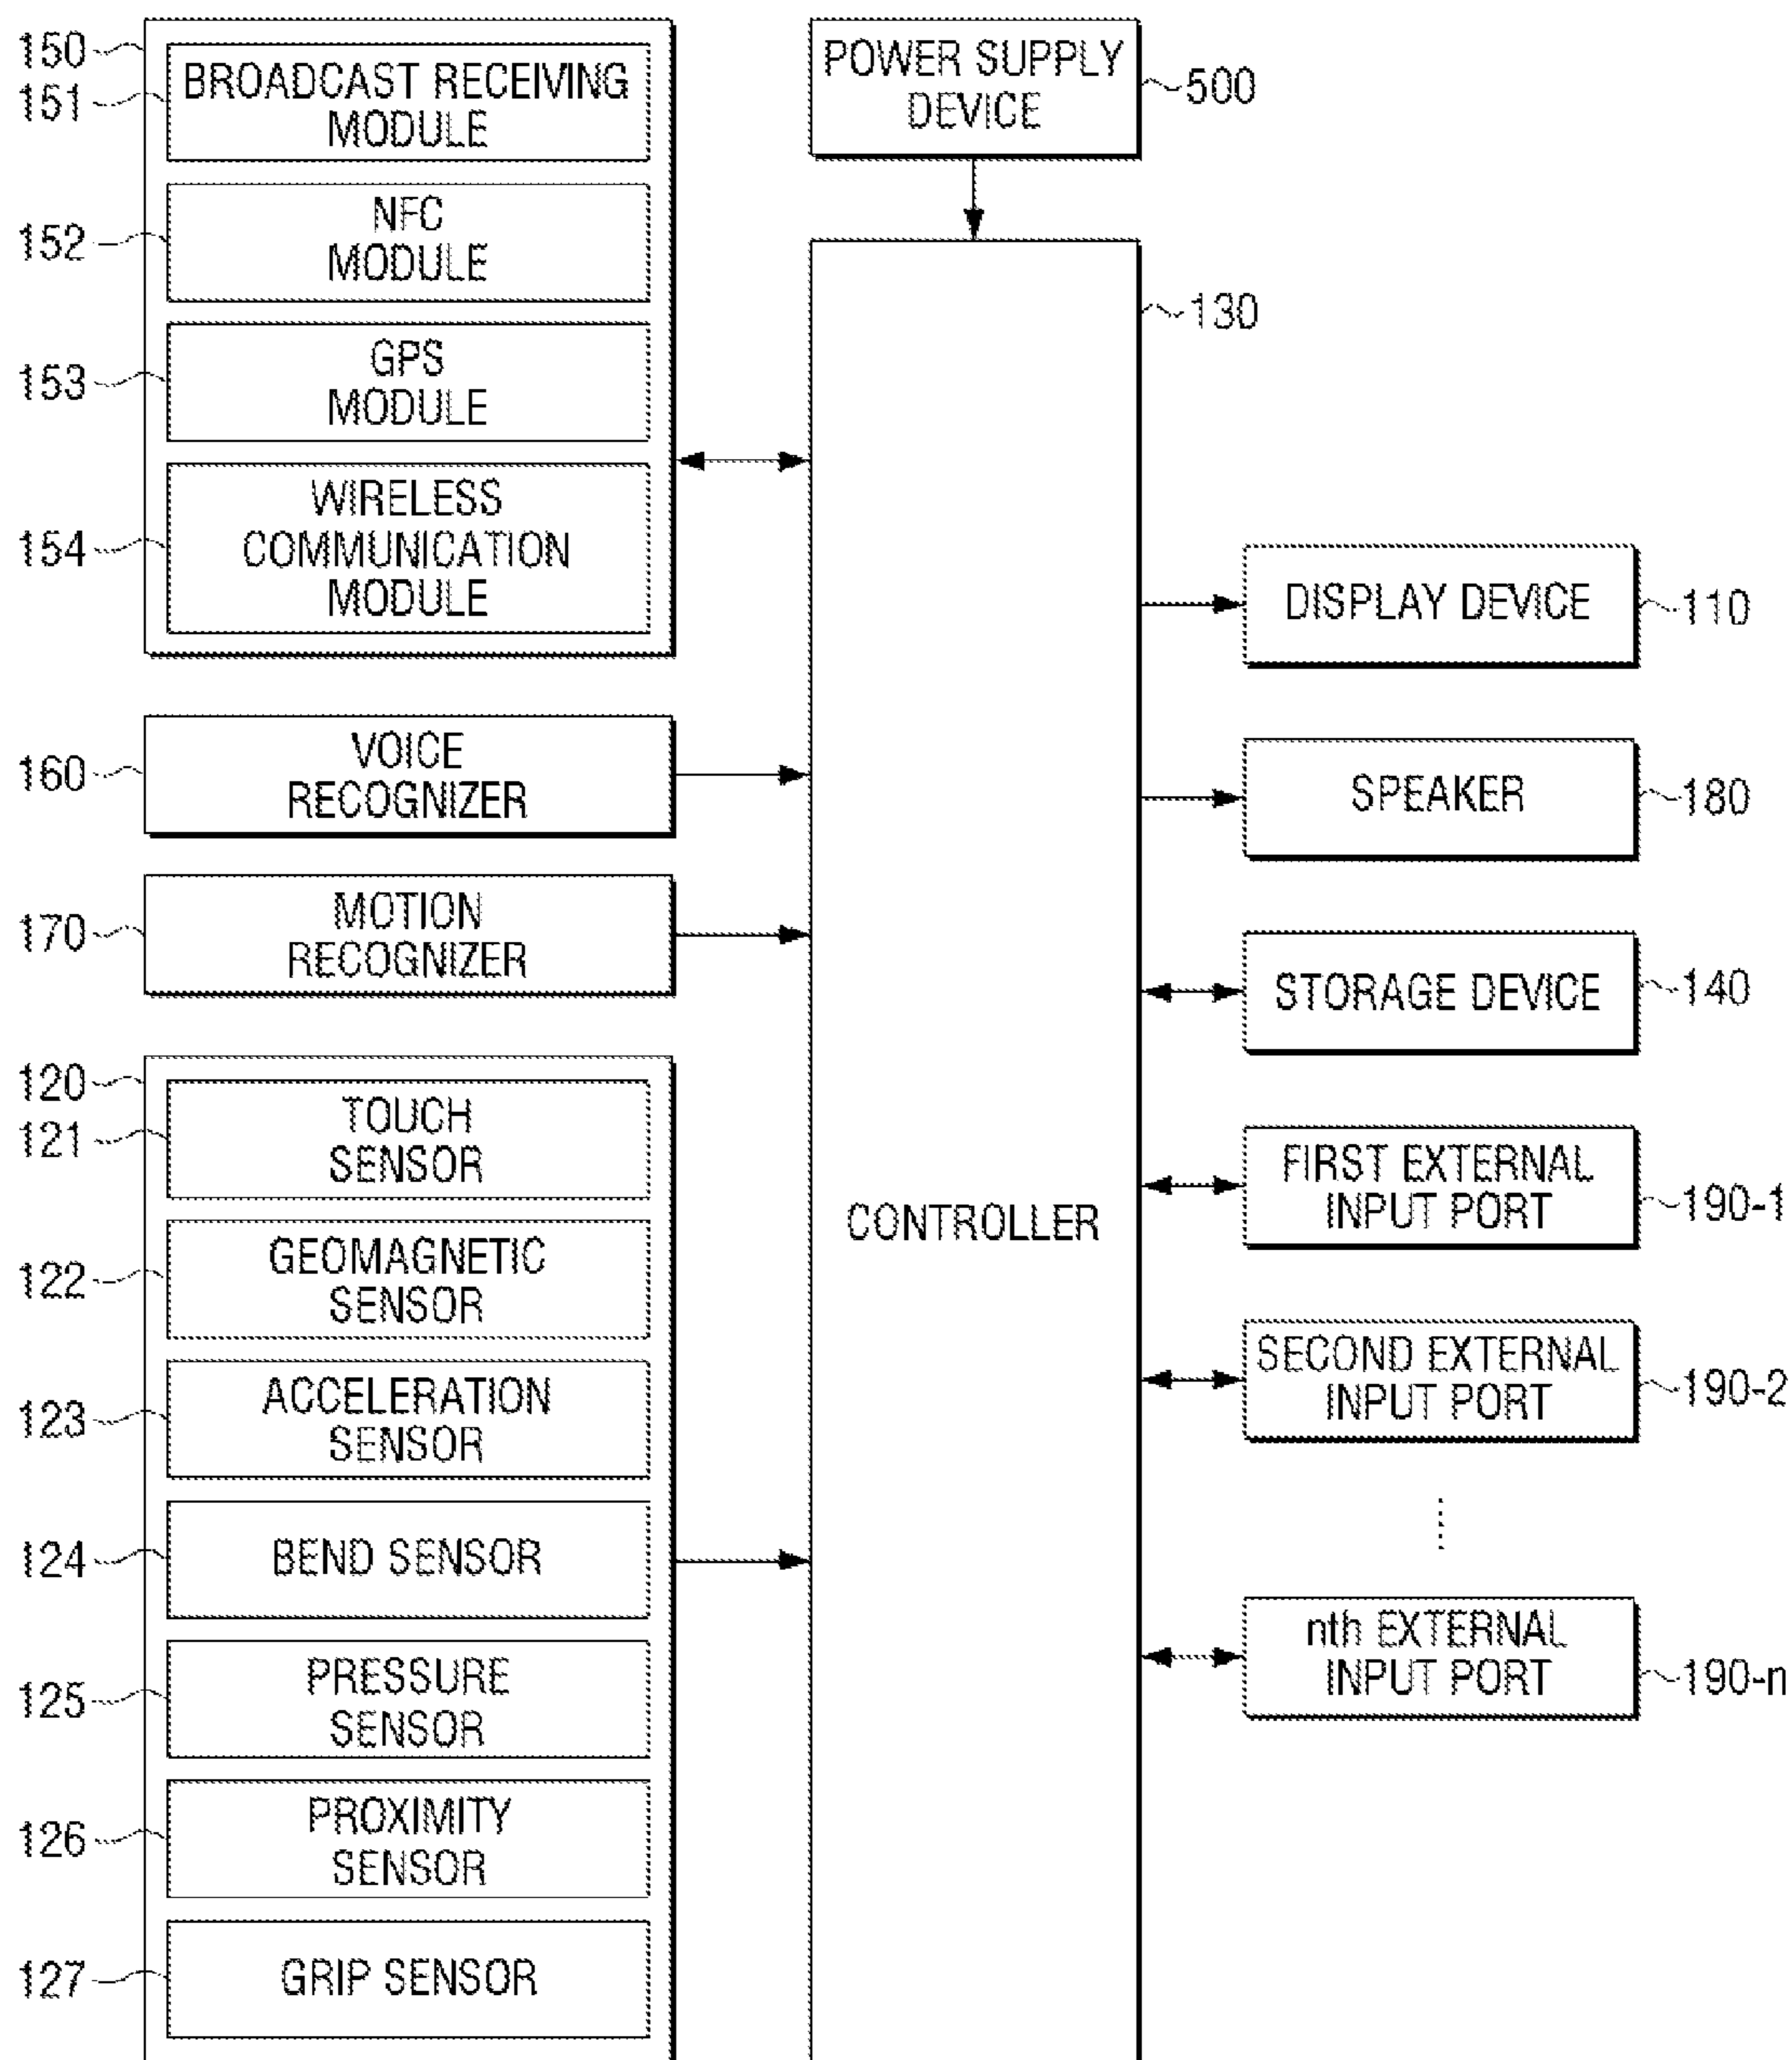 150
151
BROADCAST RECEIVING
MODULE
152
NFC
MODULE
153
GPS
MODULE
154
WIRELESS
COMMUNICATION
MODULE
160
VOICE
RECOGNIZER
170
MOTION
RECOGNIZER
120
121
TOUCH
SENSOR
122
GEOMAGNETIC
SENSOR
123
ACCELERATION
SENSOR
124
BEND SENSOR
125
PRESSURE
SENSOR
126
PROXIMITY
SENSOR
127
GRIP SENSOR
POWER SUPPLY
DEVICE
500
130
CONTROLLER
DISPLAY DEVICE
110
SPEAKER
180
STORAGE DEVICE
140
FIRST EXTERNAL
INPUT PORT
190-1
SECOND EXTERNAL
INPUT PORT
190-2
nth EXTERNAL
INPUT PORT
190-n